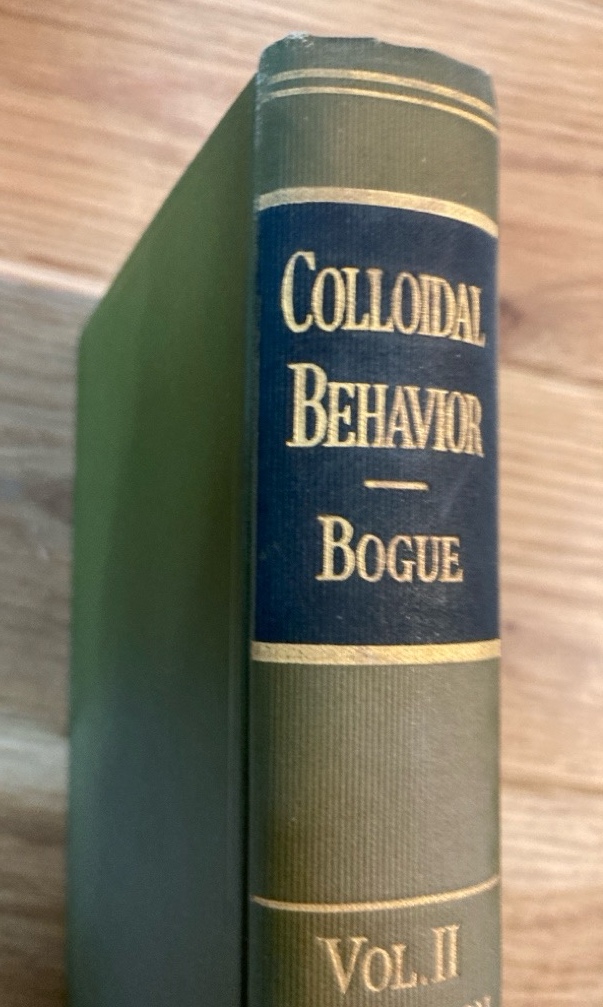 COLLOIDAL
BEHAVIOR
BOGUE
VOL. II